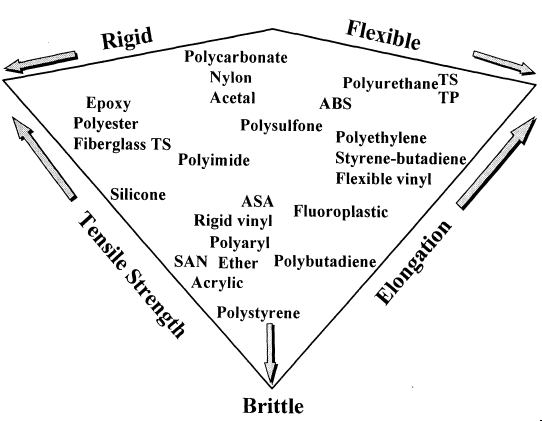 Rigid
Flexible
Polycarbonate
Nylon
Acetal
Polyurethane TS
TP
ABS
Epoxy
Polyester
Fiberglass TS
Polysulfone
Polyimide
Polyethylene
Styrene-butadiene
Flexible vinyl
Silicone
ASA
Rigid vinyl
Fluoroplastic
Polyaryl
SAN Ether
Polybutadiene
Acrylic
Polystyrene
Tensile Strength
Elongation
Brittle